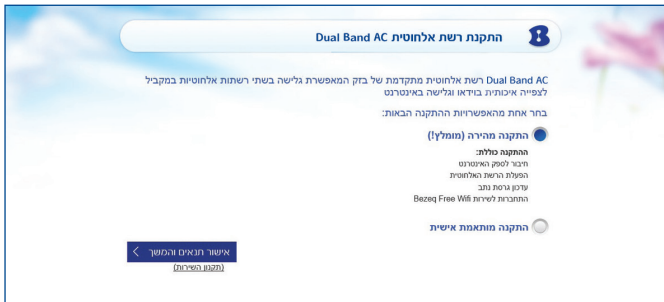 התקנת רשת אלחוטית Dual Band AC
Dual Band AC רשת אלחוטית מתקדמת של בזק המאפשרת גלישה בשתי רשתות אלחוטיות במקביל
לצפייה איכותית בוידאו וגלישה באינטרנט
בחר אחת מהאפשרויות ההתקנה הבאות:
התקנה מהירה (מומלץ!)
ההתקנה כוללת:
חיבור לספק האינטרנט
הפעלת הרשת האלחוטית
עדכון גרסת נתב
התחברות לשירות Bezeq Free Wifi
התקנה מותאמת אישית
אישור תנאים והמשך
(תקנון השירות)